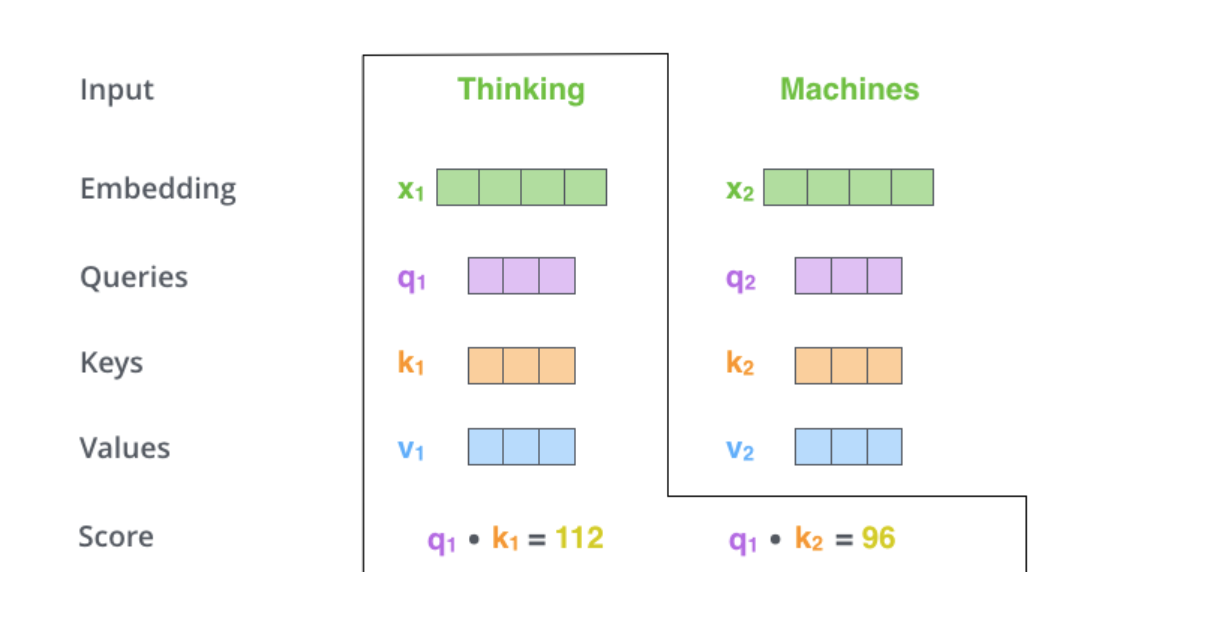 Input Thinking Machines
Embedding x₁ x₂
Queries q₁ q₂
Keys k₁ k₂
Values v₁ v₂
Score q₁ • k₁ = 112 q₁ • k₂ = 96